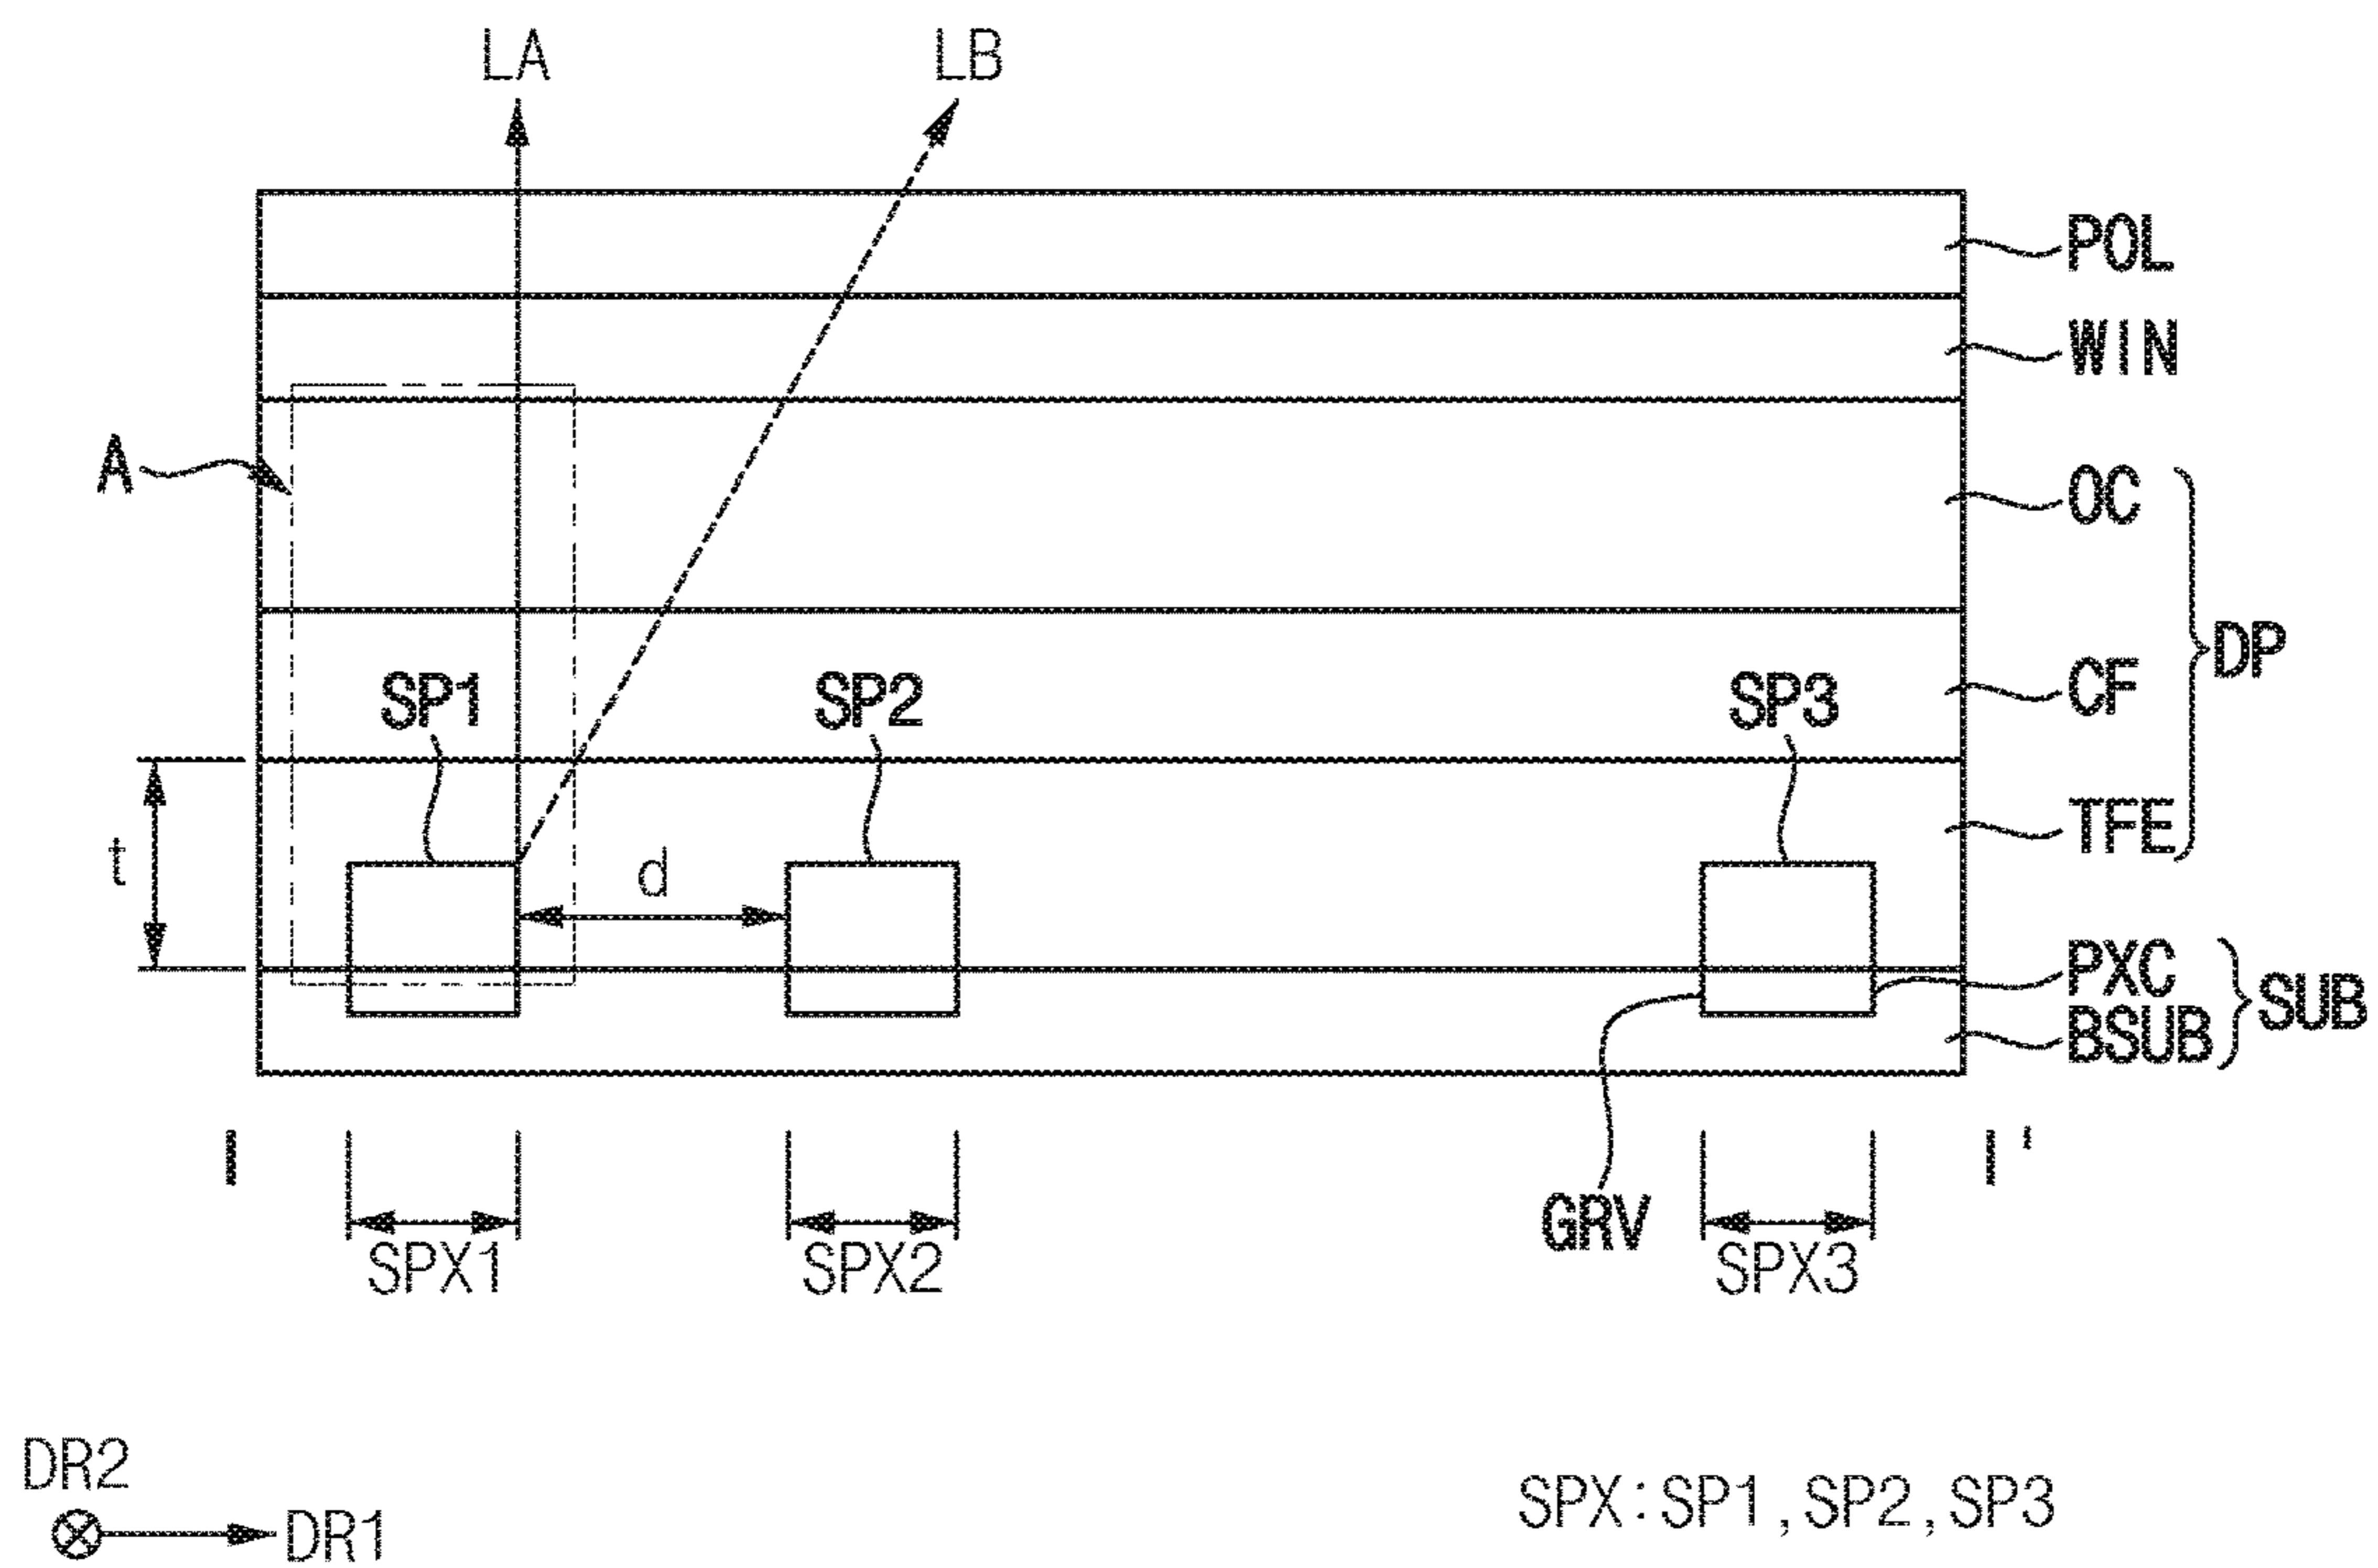 LA LB
POL
WIN
A
OC
DP
SP1 SP2 SP3
CF
t
d
TFE
PXC
SUB
BSUB
I I'
GRV
SPX1 SPX2 SPX3
DR2
DR1
SPX:SP1,SP2,SP3